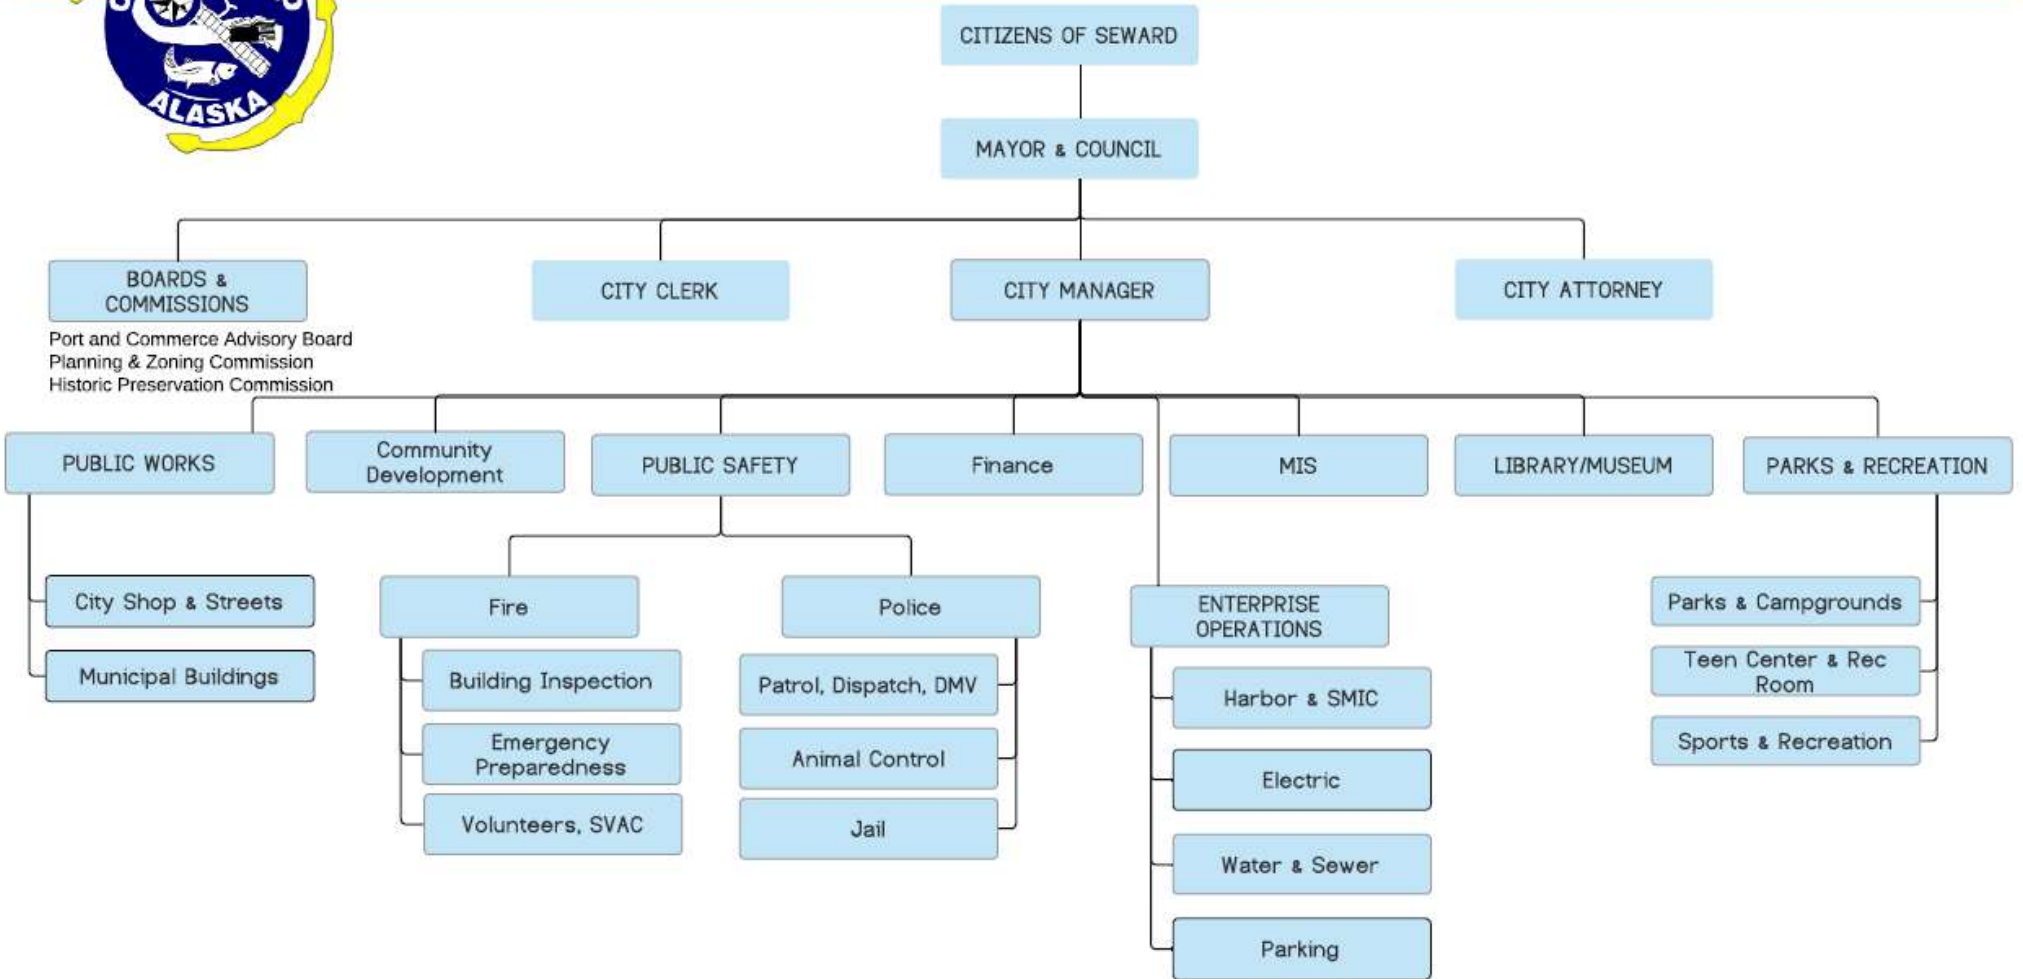 ALASKA
CITIZENS OF SEWARD
MAYOR & COUNCIL
BOARDS &
COMMISSIONS
Port and Commerce Advisory Board
Planning & Zoning Commission
Historic Preservation Commission
CITY CLERK
CITY MANAGER
CITY ATTORNEY
PUBLIC WORKS
Community
Development
PUBLIC SAFETY
Finance
MIS
LIBRARY/MUSEUM
PARKS & RECREATION
City Shop & Streets
Municipal Buildings
Fire
Building Inspection
Emergency
Preparedness
Volunteers, SVAC
Police
Patrol, Dispatch, DMV
Animal Control
Jail
ENTERPRISE
OPERATIONS
Harbor & SMIC
Electric
Water & Sewer
Parking
Parks & Campgrounds
Teen Center & Rec
Room
Sports & Recreation